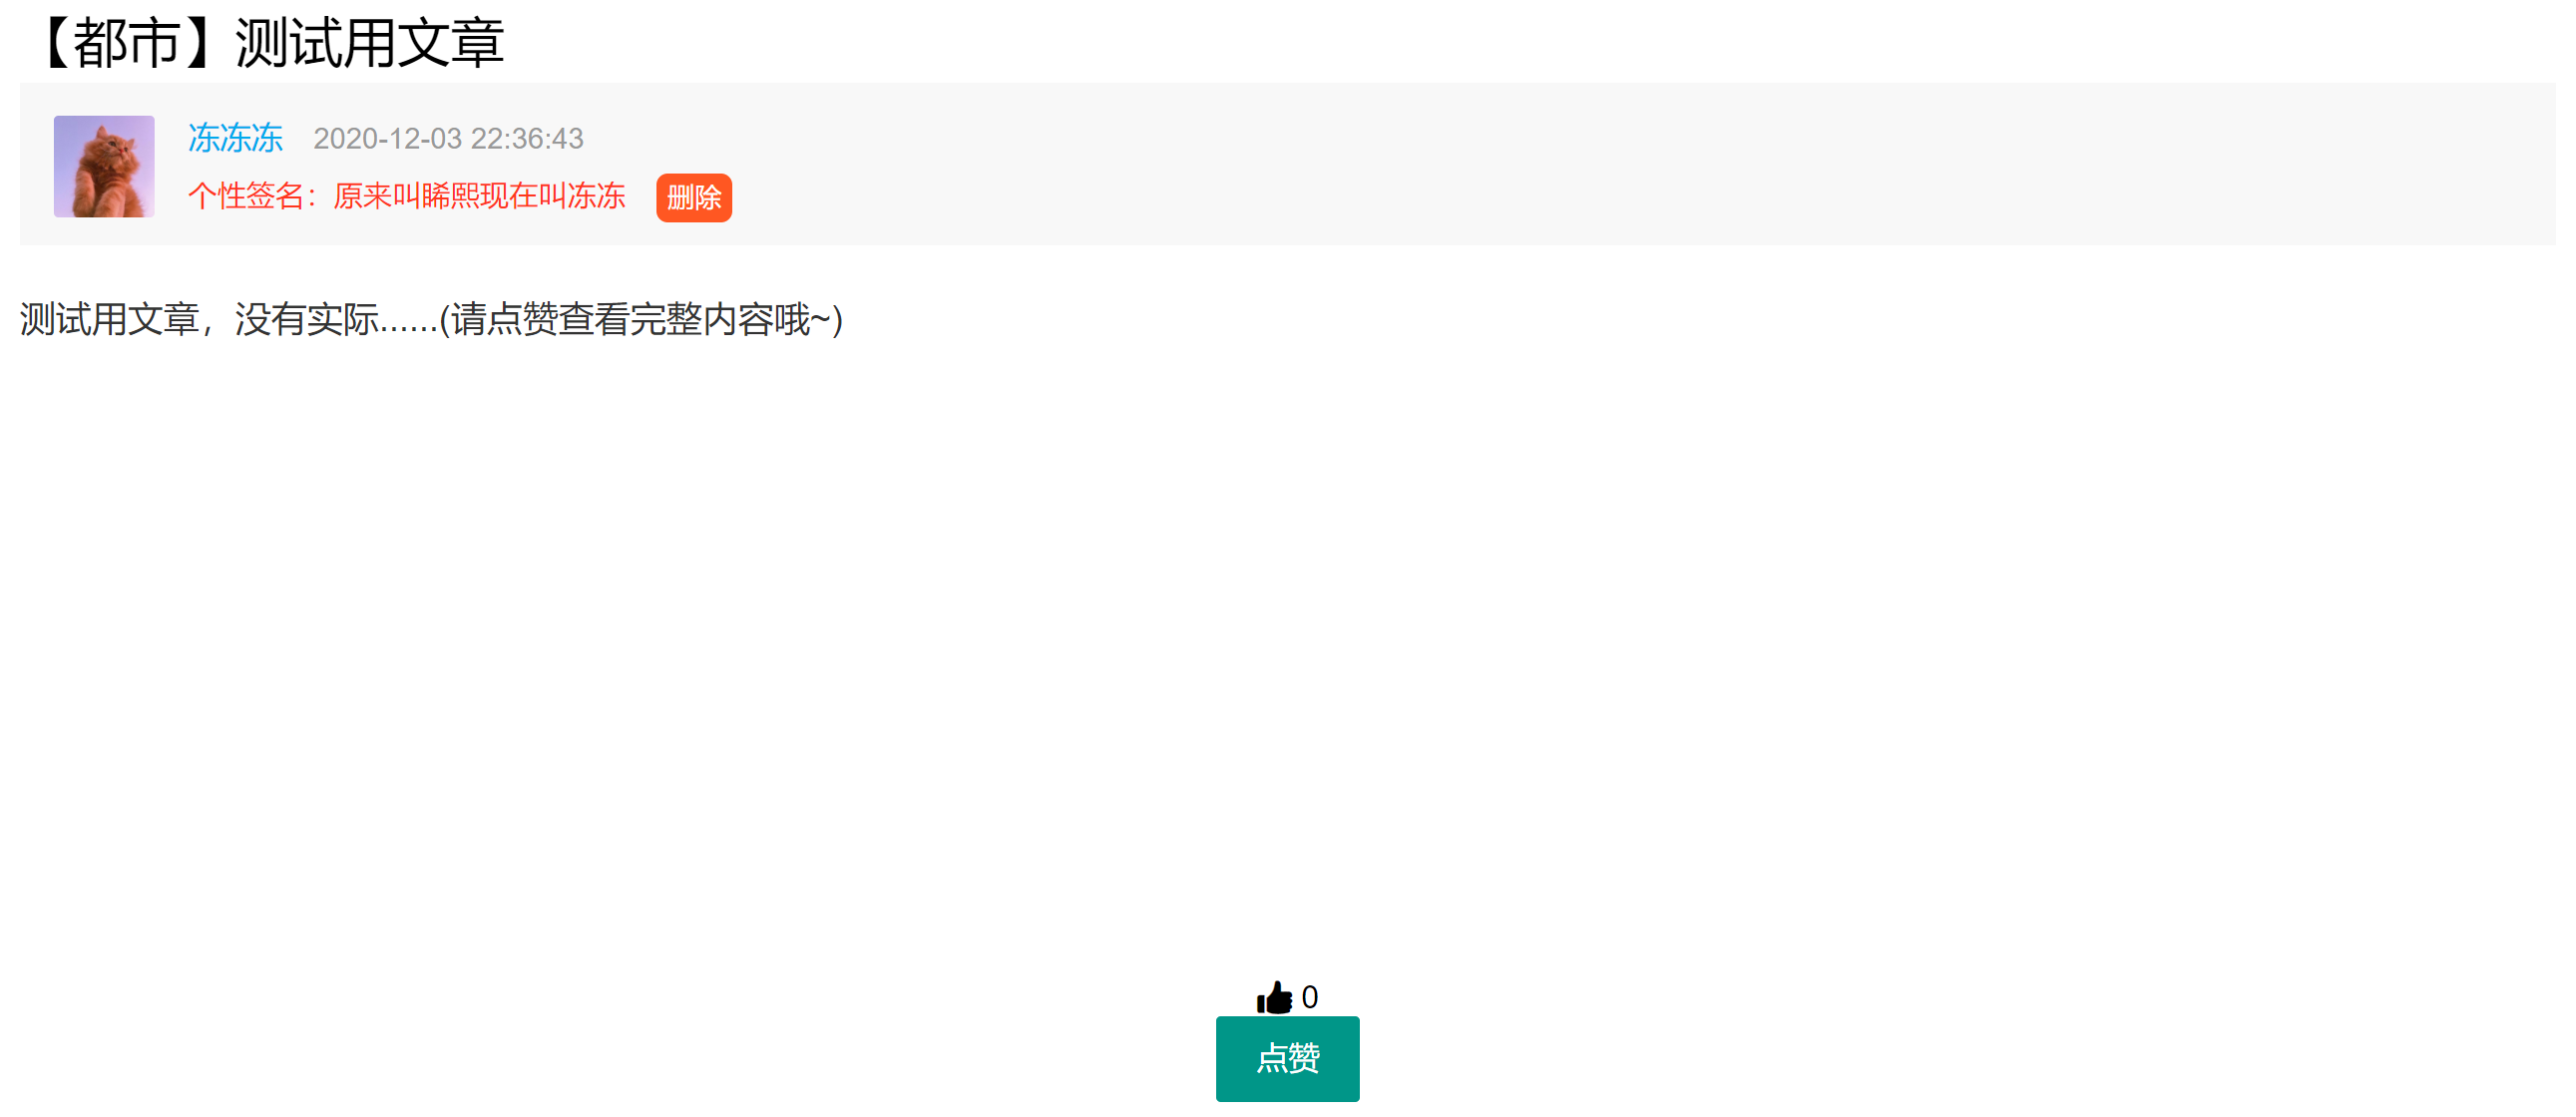 【都市】测试用文章
冻冻冻 2020-12-03 22:36:43
个性签名：原来叫睎熙现在叫冻冻 删除
测试用文章，没有实际......(请点赞查看完整内容哦~)
0
点赞